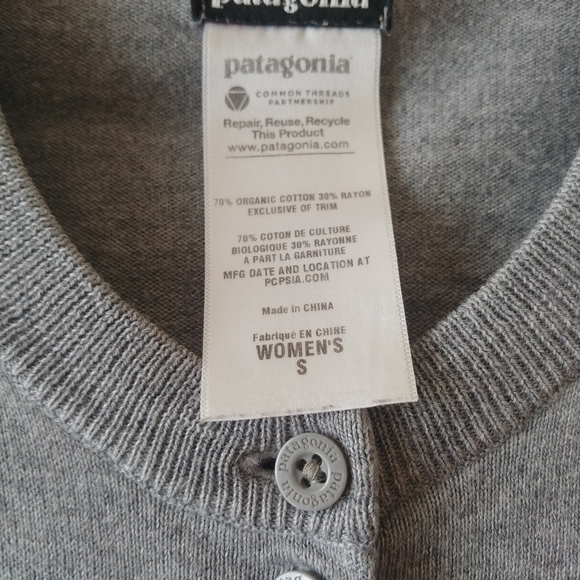 patagonia
patagonia®
COMMON THREADS
PARTNERSHIP
Repair, Reuse, Recycle
This Product
www.patagonia.com
70% ORGANIC COTTON 30% RAYON
EXCLUSIVE OF TRIM
70% COTON DE CULTURE
BIOLOGIQUE 30% RAYONNE
A PART LA GARNITURE
MFG DATE AND LOCATION AT
PCPSIA.COM
Made in CHINA
Fabriqué EN CHINE
WOMEN'S
S
patagonia
patagonia